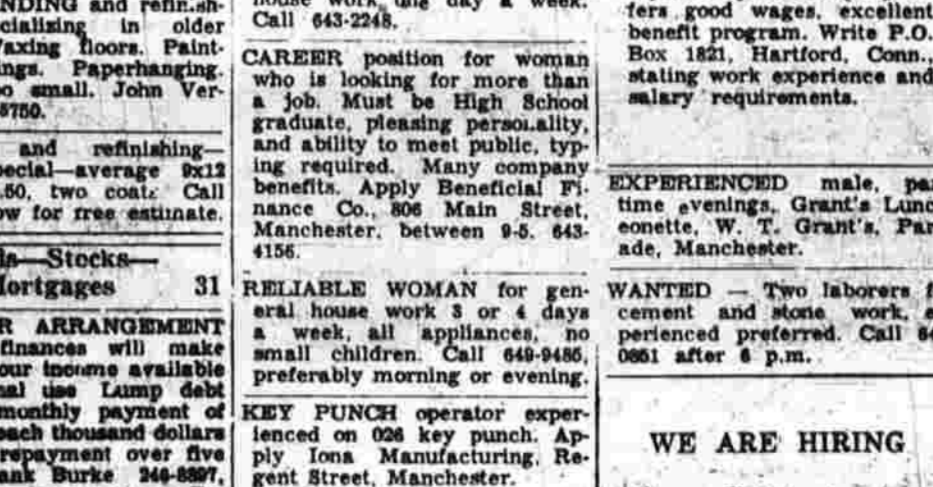 NDING and refin.sh-
cializing in older
axing floors. Paint-
ings. Paperhanging.
o small. John Ver-
5750.
and refinishing—
pecial—average 9x12
.50, two coats Call
ow for free estimate.
ds—Stocks—
Mortgages 31
R ARRANGEMENT
finances will make
our income available
nal use Lump debt
monthly payment of
each thousand dollars
repayment over five
ank Burke 246-8897,
house work one day a week.
Call 643-2248.
CAREER position for woman
who is looking for more than
a job. Must be High School
graduate, pleasing personality,
and ability to meet public, typ-
ing required. Many company
benefits. Apply Beneficial Fi-
nance Co., 806 Main Street,
Manchester, between 9-5. 643-
4156.
RELIABLE WOMAN for gen-
eral house work 3 or 4 days
a week, all appliances, no
small children. Call 649-9486,
preferably morning or evening.
KEY PUNCH operator exper-
ienced on 026 key punch. Ap-
ply Iona Manufacturing, Re-
gent Street, Manchester.
fers good wages, excellent
benefit program. Write P.O.
Box 1821, Hartford, Conn.,
stating work experience and
salary requirements.
EXPERIENCED male, par
time evenings, Grant's Lunc
eonette, W. T. Grant's, Par
ade, Manchester.
WANTED — Two laborers f
cement and stone work, e
perienced preferred. Call 64
0851 after 6 p.m.
WE ARE HIRING